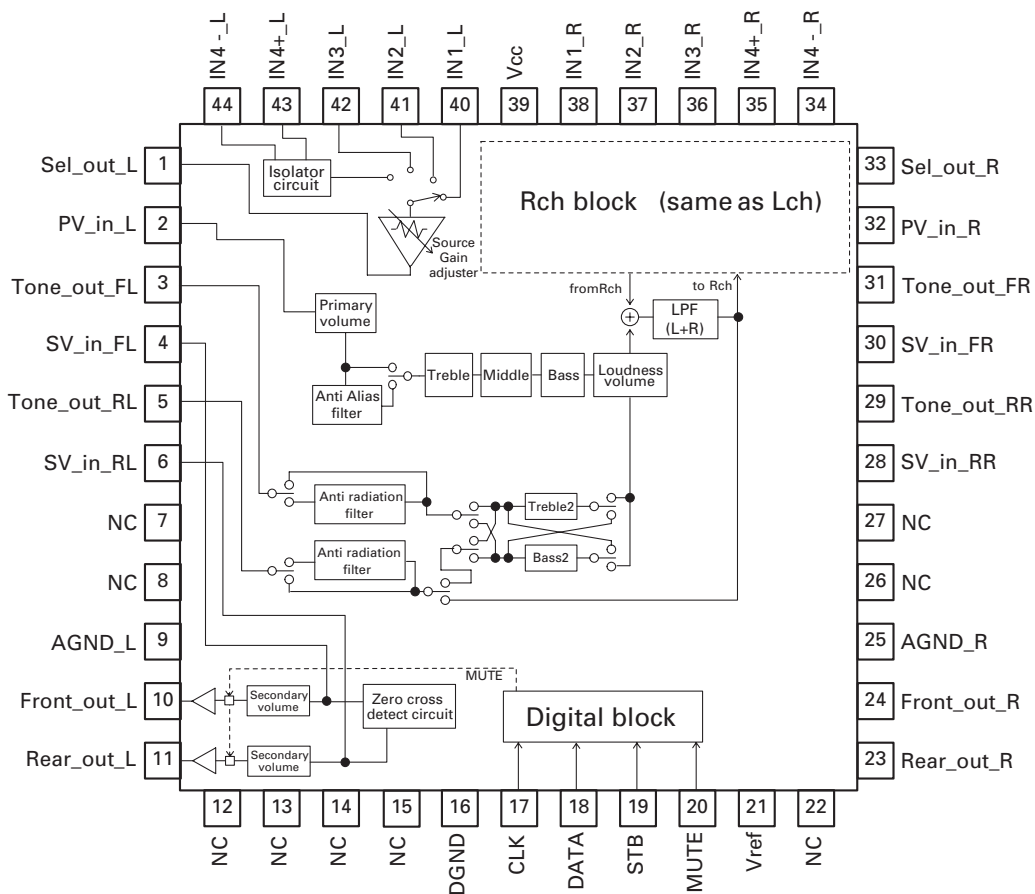 IN4 -_L
IN4+_L
IN3_L
IN2_L
IN1_L
Vcc
IN1_R
IN2_R
IN3_R
IN4+_R
IN4 -_R
44
43
42
41
40
39
38
37
36
35
34
Sel_out_L
1
PV_in_L
2
Tone_out_FL
3
SV_in_FL
4
Tone_out_RL
5
SV_in_RL
6
NC
7
NC
8
AGND_L
9
Front_out_L
10
Rear_out_L
11
Isolator
circuit
Source
Gain
adjuster
Rch block (same as Lch)
fromRch
to Rch
Primary
volume
+
LPF
(L+R)
Anti Alias
filter
Treble
Middle
Bass
Loudness
volume
Anti radiation
filter
Treble2
Anti radiation
filter
Bass2
MUTE
Secondary
volume
Zero cross
detect circuit
Secondary
volume
Digital block
33
Sel_out_R
32
PV_in_R
31
Tone_out_FR
30
SV_in_FR
29
Tone_out_RR
28
SV_in_RR
27
NC
26
NC
25
AGND_R
24
Front_out_R
23
Rear_out_R
12
13
14
15
16
17
18
19
20
21
22
NC
NC
NC
NC
DGND
CLK
DATA
STB
MUTE
Vref
NC